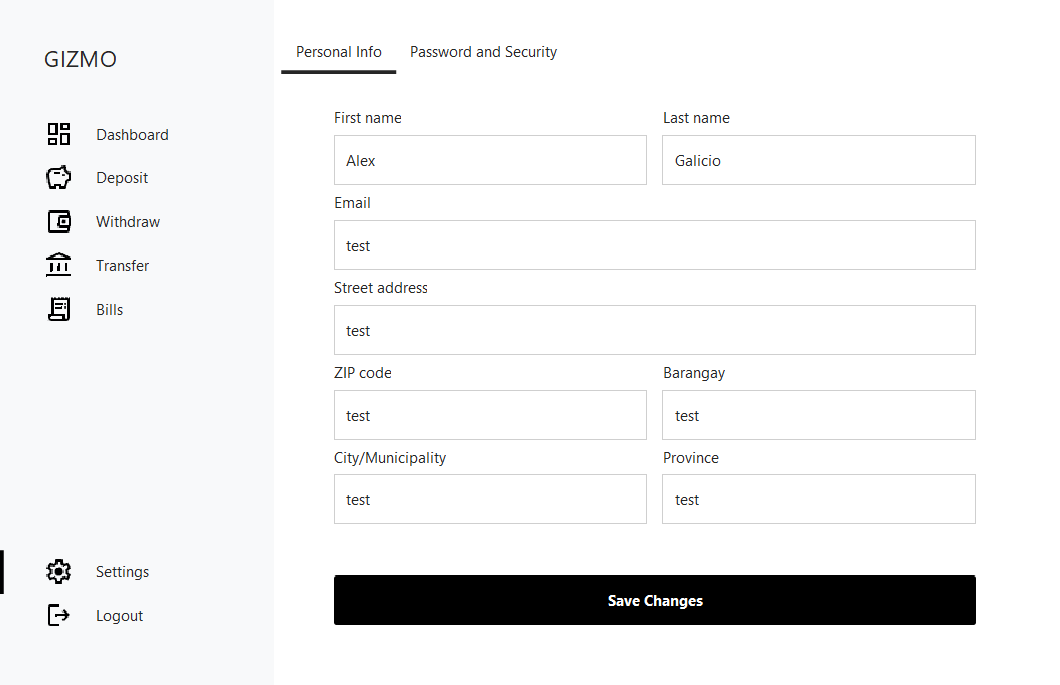 GIZMO
Dashboard
Deposit
Withdraw
Transfer
Bills
Settings
Logout
Personal Info Password and Security
First name Last name
Alex Galicio
Email
test
Street address
test
ZIP code Barangay
test test
City/Municipality Province
test test
Save Changes